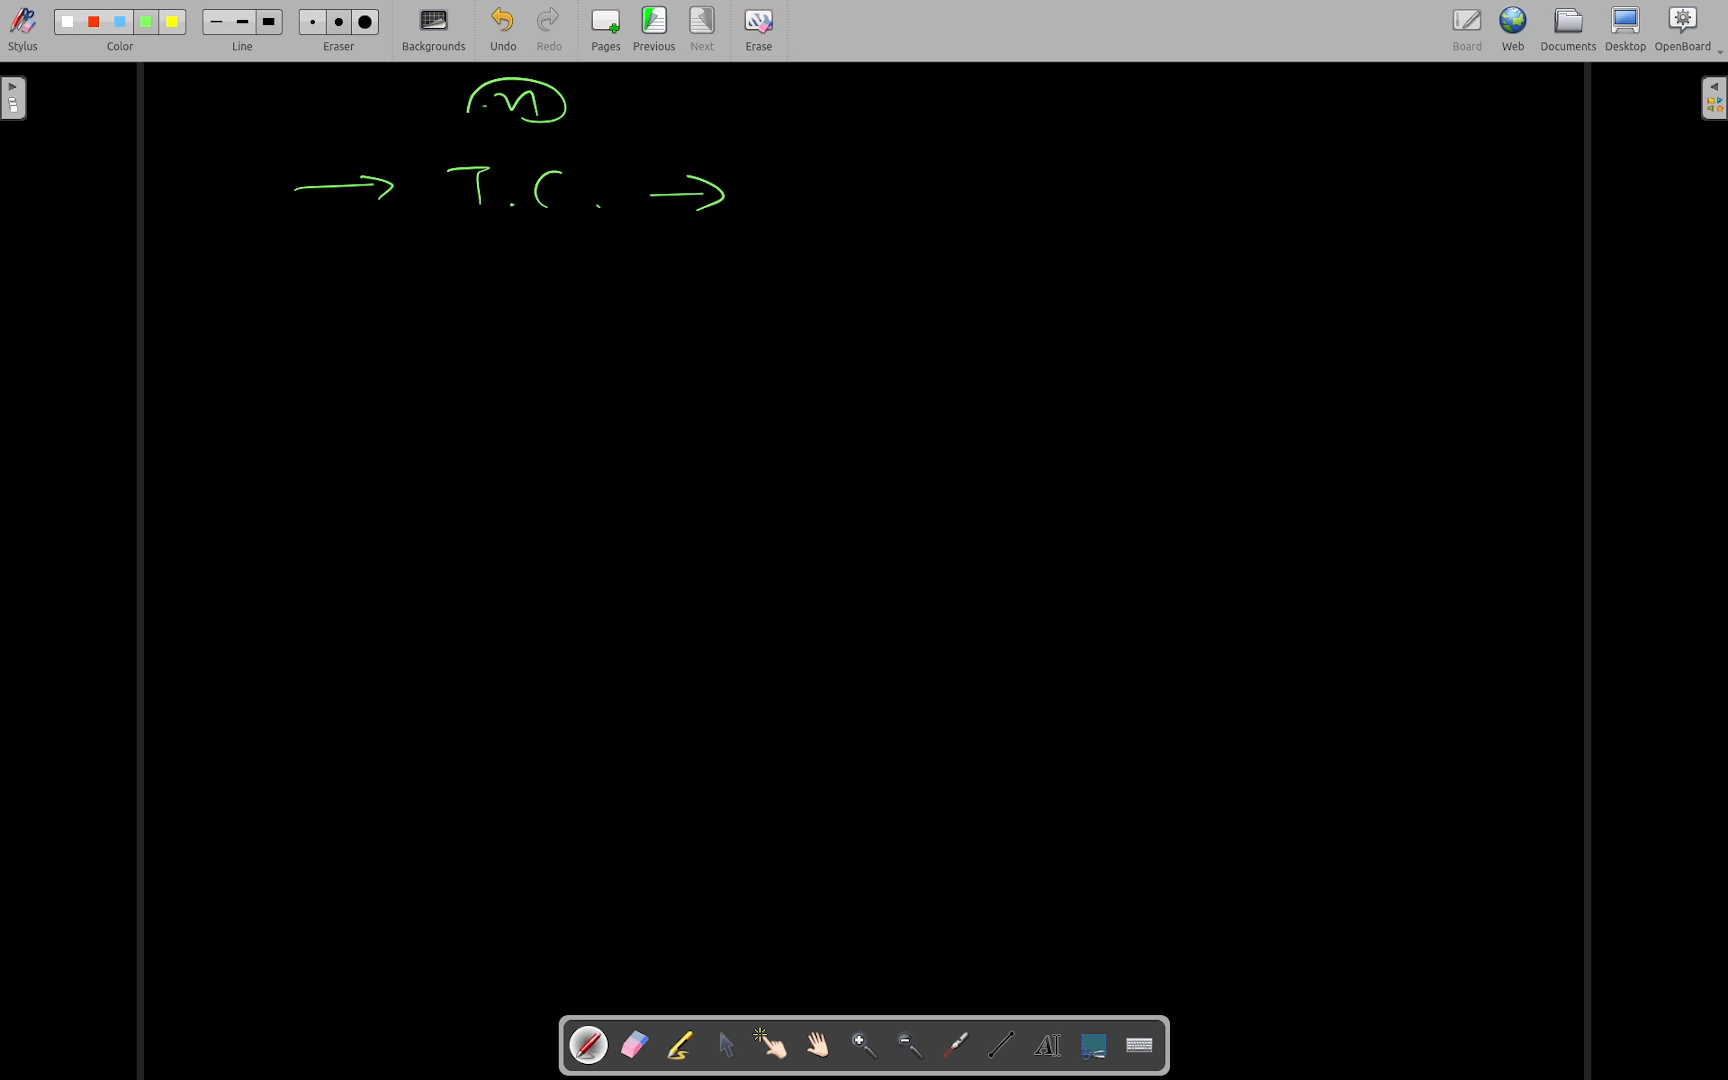 Stylus Color Line Eraser Backgrounds Undo Redo Pages Previous Next Erase Board Web Documents Desktop OpenBoard
n
→ T.C. →